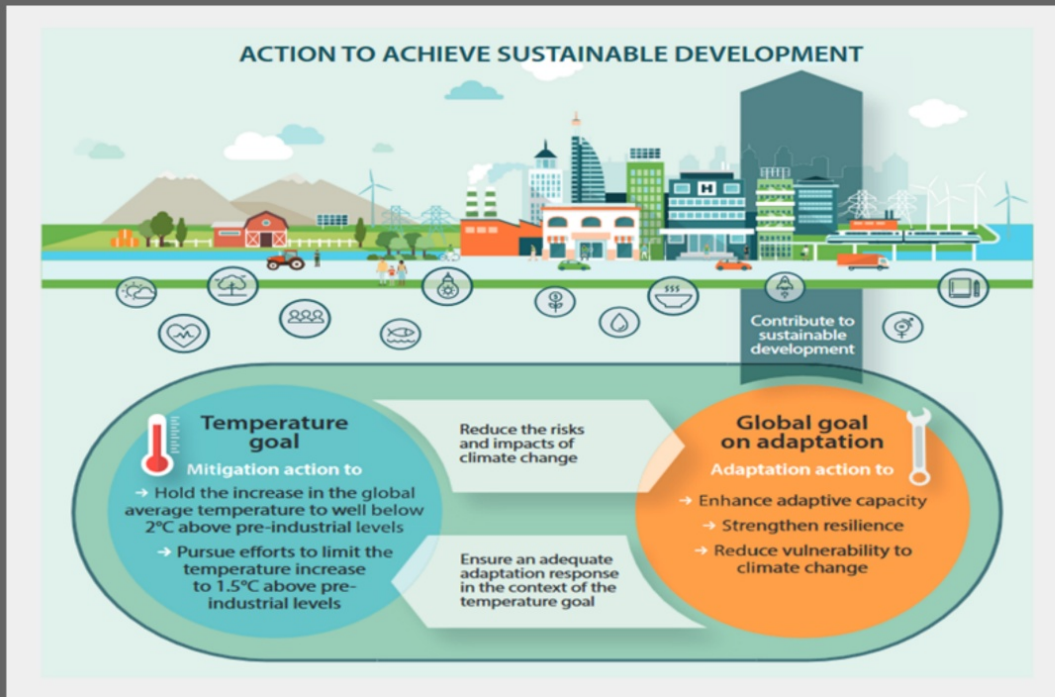 ACTION TO ACHIEVE SUSTAINABLE DEVELOPMENT
H
$
Contribute to
sustainable
development
Temperature
goal
Mitigation action to
→ Hold the increase in the global
average temperature to well below
2°C above pre-industrial levels
→ Pursue efforts to limit the
temperature increase
to 1.5°C above pre-
industrial levels
Reduce the risks
and impacts of
climate change
Ensure an adequate
adaptation response
in the context of the
temperature goal
Global goal
on adaptation
Adaptation action to
→ Enhance adaptive capacity
→ Strengthen resilience
→ Reduce vulnerability to
climate change